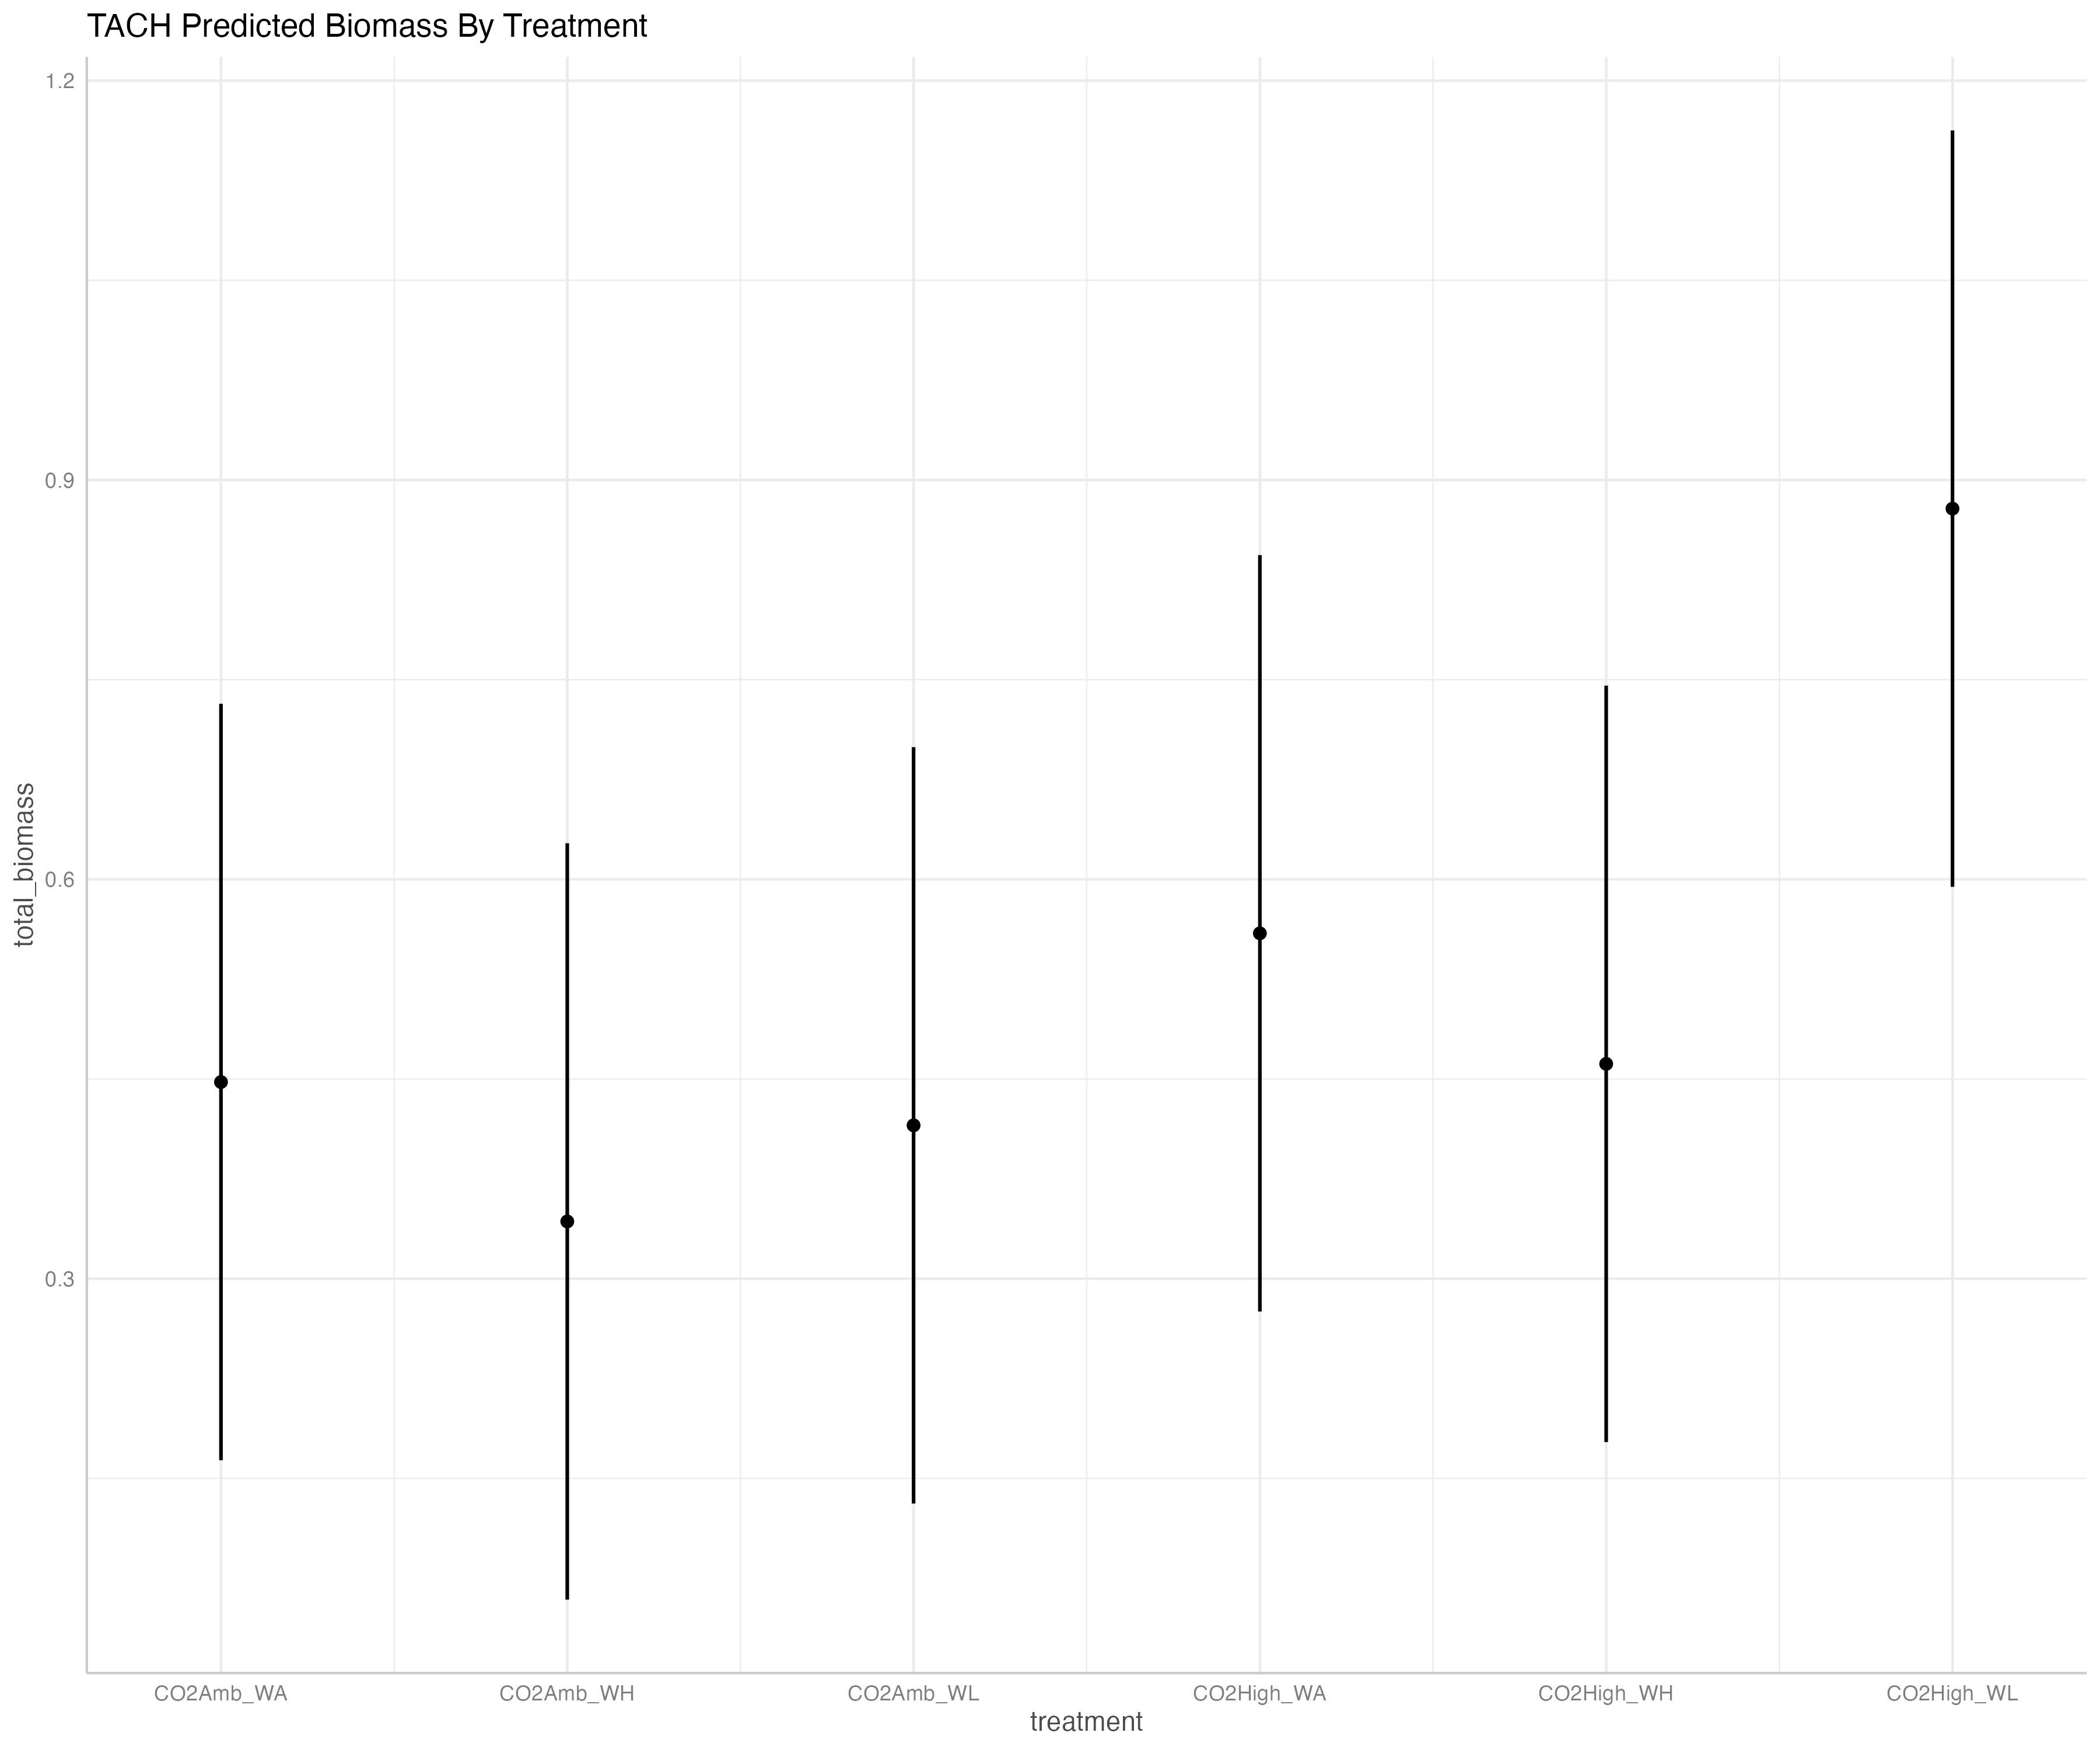 TACH Predicted Biomass By Treatment
1.2
0.9
0.6
0.3
total_biomass
CO2Amb_WA
CO2Amb_WH
CO2Amb_WL
CO2High_WA
CO2High_WH
CO2High_WL
treatment